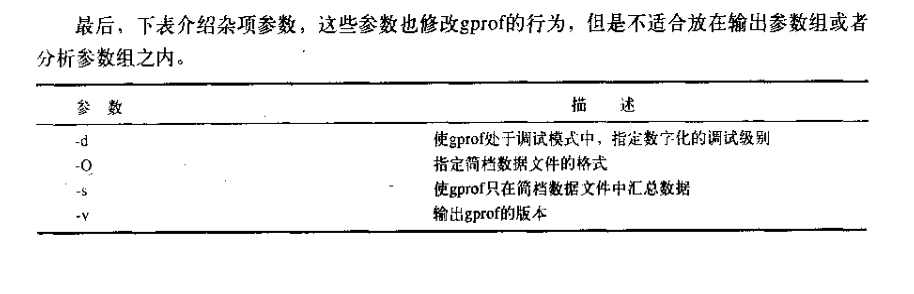 最后，下表介绍杂项参数，这些参数也修改gprof的行为，但是不适合放在输出参数组或者
分析参数组之内。
参 数 描 述
-d 使gprof处于调试模式中，指定数字化的调试级别
-O 指定简档数据文件的格式
-s 使gprof只在简档数据文件中汇总数据
-v 输出gprof的版本